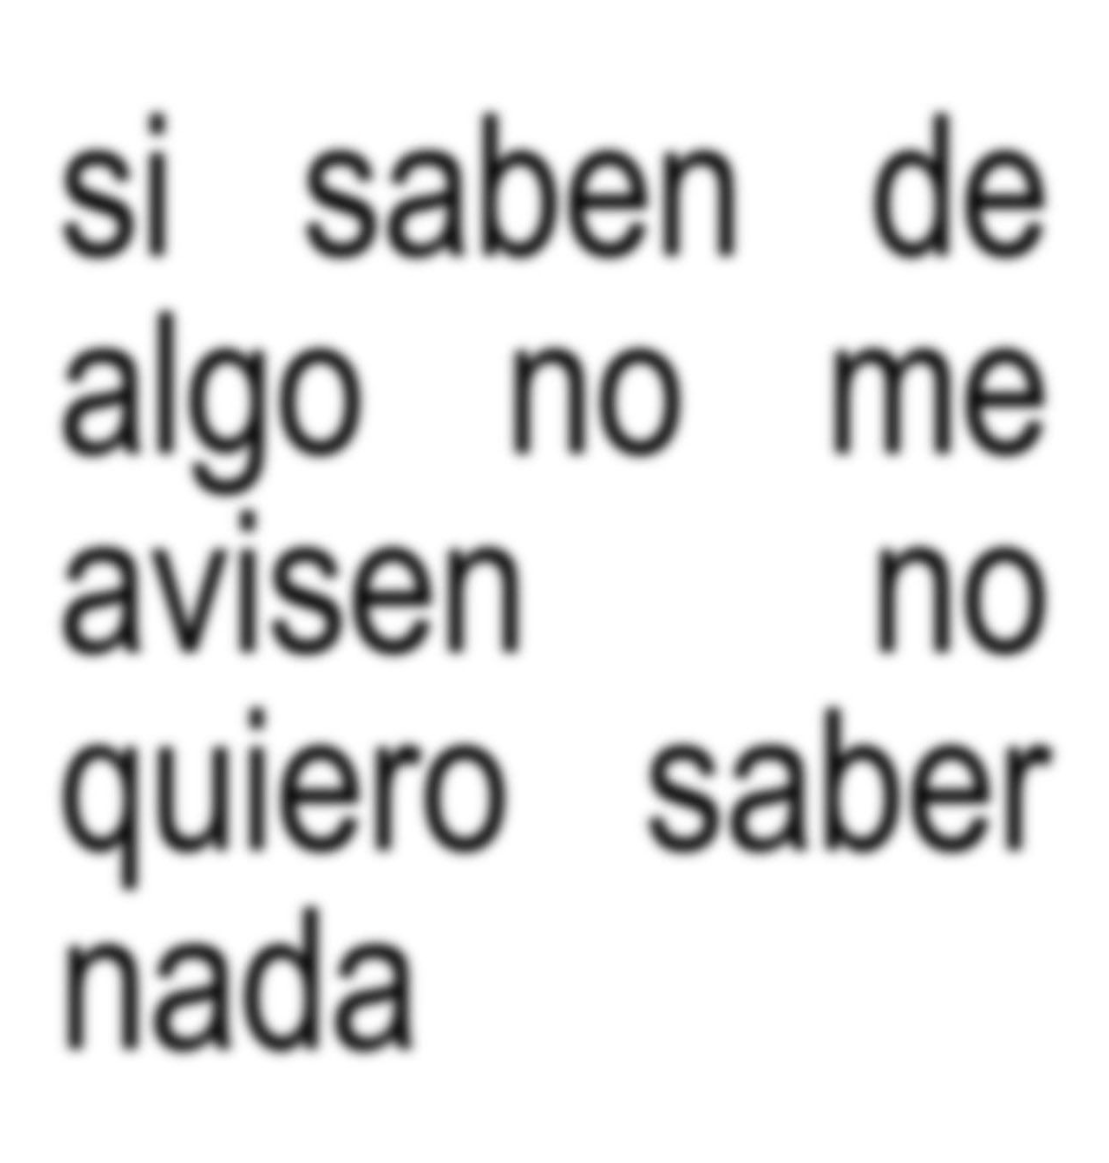 si saben de
algo no me
avisen no
quiero saber
nada